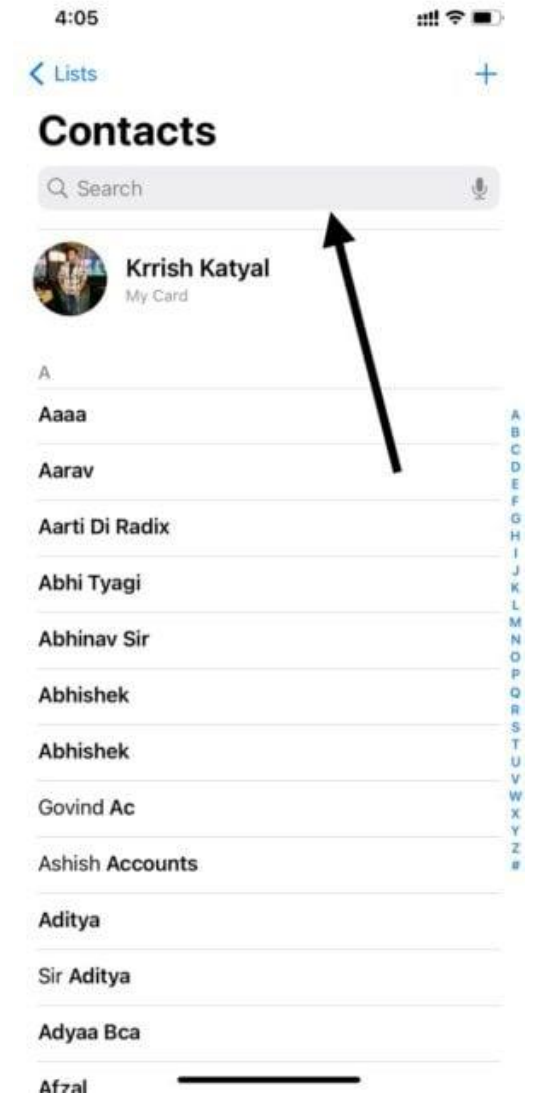 4:05
Lists
+
Contacts
Search
Krrish Katyal
My Card
A
Aaaa
Aarav
Aarti Di Radix
Abhi Tyagi
Abhinav Sir
Abhishek
Abhishek
Govind Ac
Ashish Accounts
Aditya
Sir Aditya
Adyaa Bca
Afzal
A
B
C
D
E
F
G
H
I
J
K
L
M
N
O
P
Q
R
S
T
U
V
W
X
Y
Z
#